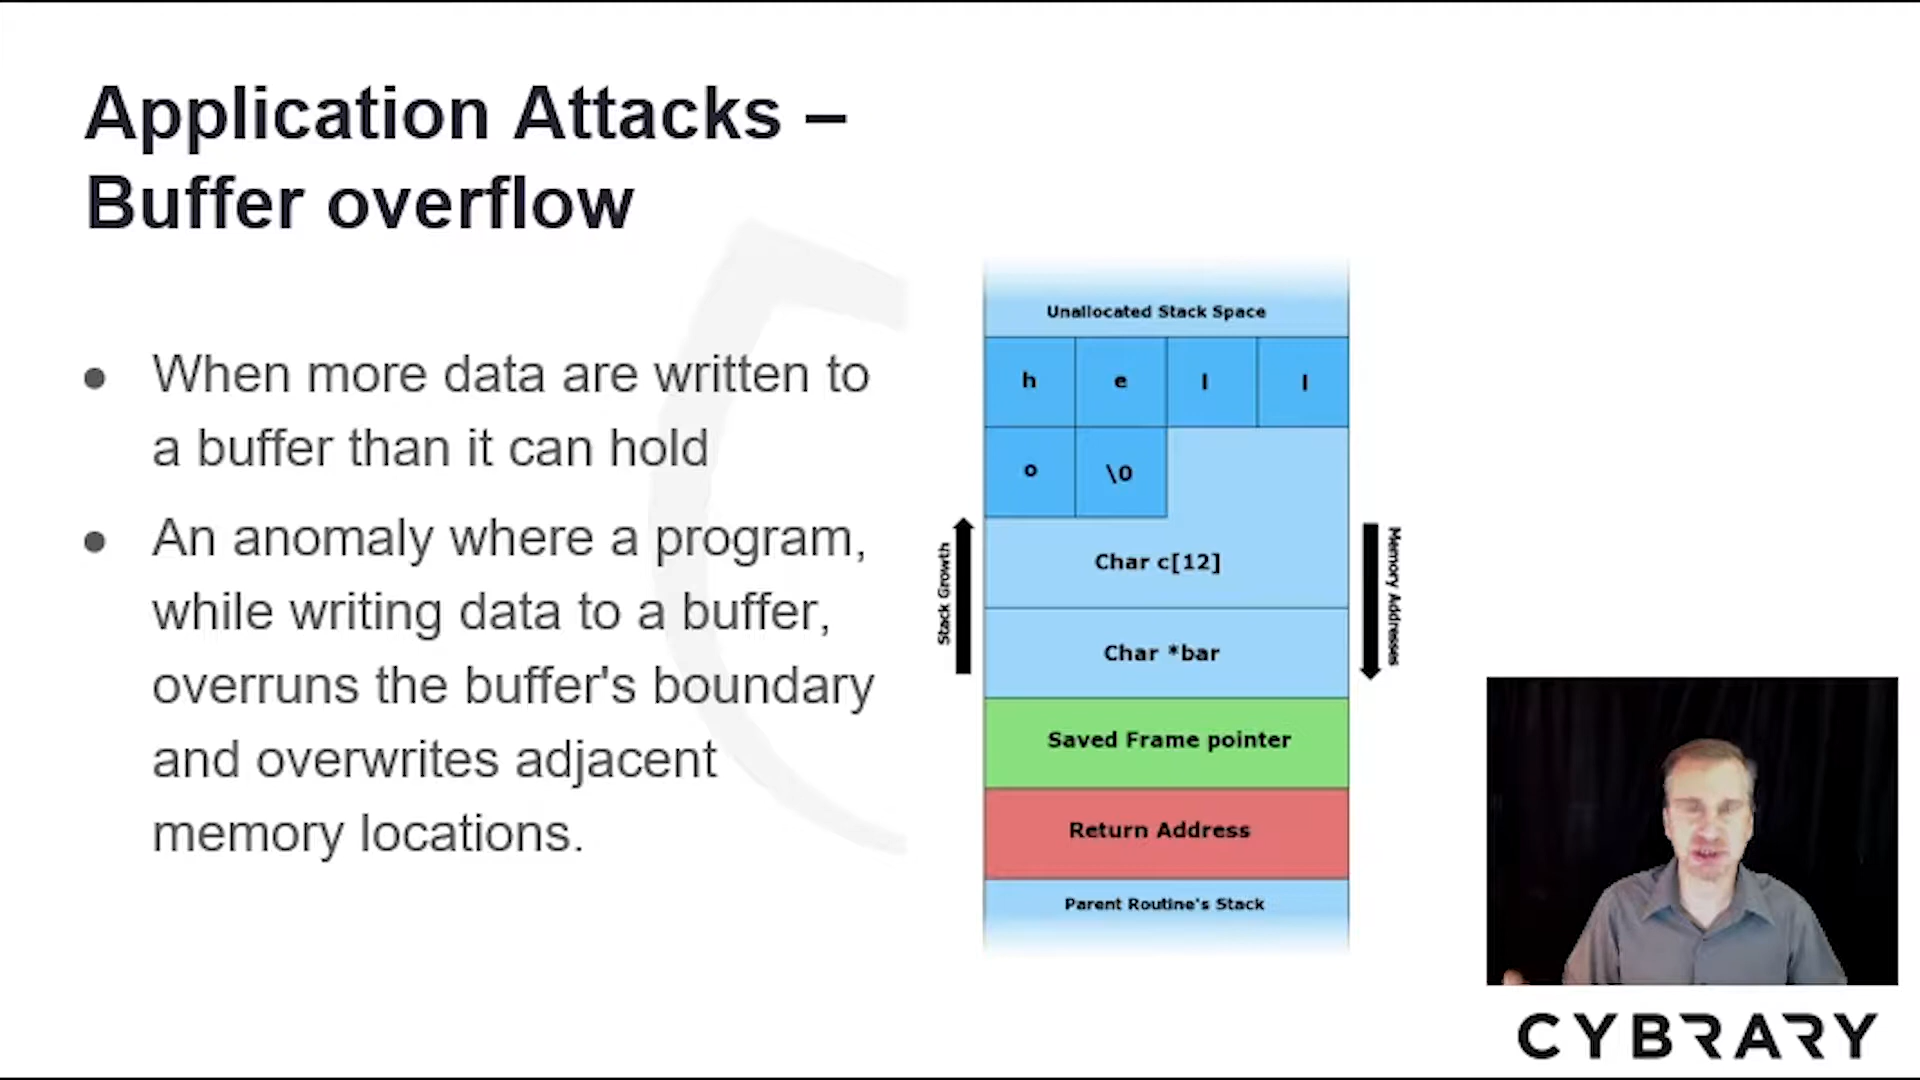 Application Attacks –
Buffer overflow
● When more data are written to
a buffer than it can hold
● An anomaly where a program,
while writing data to a buffer,
overruns the buffer's boundary
and overwrites adjacent
memory locations.
Unallocated Stack Space
h e l l
o \0
Char c[12]
Char *bar
Saved Frame pointer
Return Address
Parent Routine's Stack
Stack Growth
Memory Addresses
CYBRARY